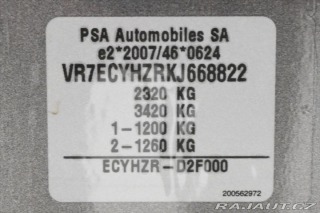 PSA Automobiles SA
e2*2007/46*0624
VR7ECYHZRKJ668822
2320 KG
3420 KG
1-1200 KG
2-1260 KG
ECYHZR-D2F000
200562972
RAJAUT.CZ